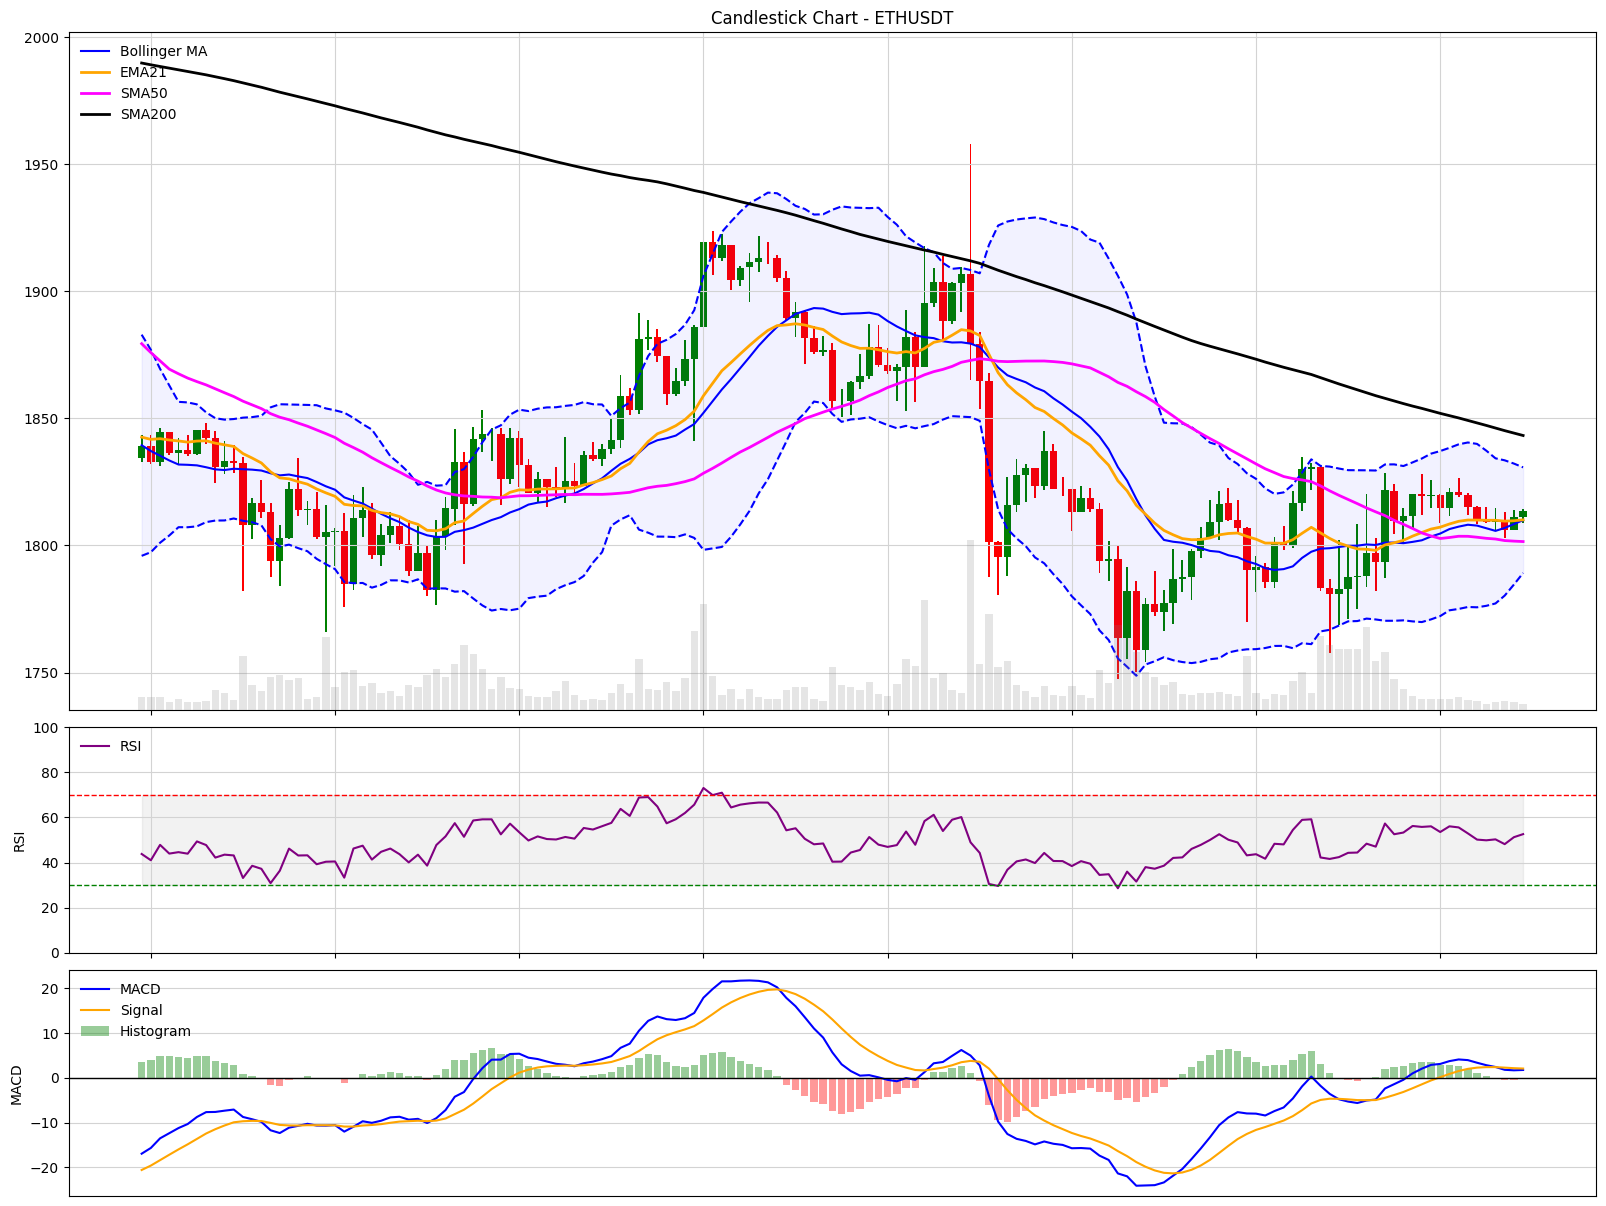 Candlestick Chart - ETHUSDT
2000
1950
1900
1850
1800
1750
Bollinger MA
EMA21
SMA50
SMA200
RSI
100
80
60
40
20
0
RSI
MACD
20
10
0
−10
−20
MACD
Signal
Histogram